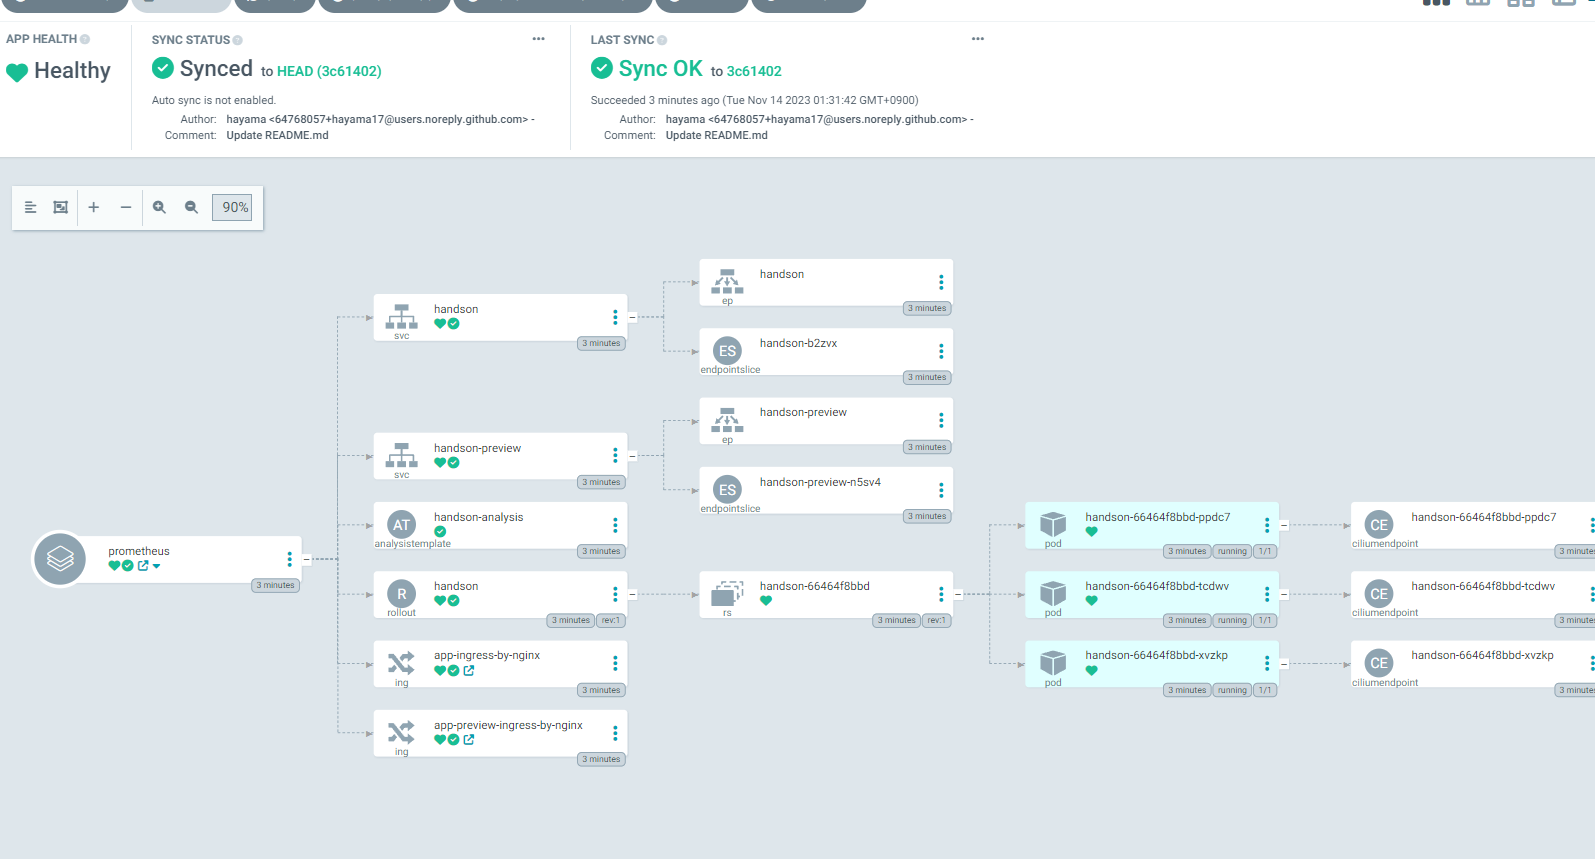 APP HEALTH
Healthy
SYNC STATUS
Synced to HEAD (3c61402)
Auto sync is not enabled.
Author: hayama <64768057+hayama17@users.noreply.github.com> -
Comment: Update README.md
LAST SYNC
Sync OK to 3c61402
Succeeded 3 minutes ago (Tue Nov 14 2023 01:31:42 GMT+0900)
Author: hayama <64768057+hayama17@users.noreply.github.com> -
Comment: Update README.md
90%
prometheus
3 minutes
handson
svc
3 minutes
handson-preview
svc
3 minutes
AT
handson-analysis
analysistemplate
3 minutes
R
handson
rollout
3 minutes rev:1
app-ingress-by-nginx
ing
3 minutes
app-preview-ingress-by-nginx
ing
3 minutes
handson
ep
3 minutes
ES
handson-b2zvx
endpointslice
3 minutes
handson-preview
ep
3 minutes
ES
handson-preview-n5sv4
endpointslice
3 minutes
handson-66464f8bbd
rs
3 minutes rev:1
handson-66464f8bbd-ppdc7
pod
3 minutes running 1/1
handson-66464f8bbd-tcdwv
pod
3 minutes running 1/1
handson-66464f8bbd-xvzkp
pod
3 minutes running 1/1
CE
handson-66464f8bbd-ppdc7
ciliumendpoint
3 minutes
CE
handson-66464f8bbd-tcdwv
ciliumendpoint
3 minutes
CE
handson-66464f8bbd-xvzkp
ciliumendpoint
3 minutes